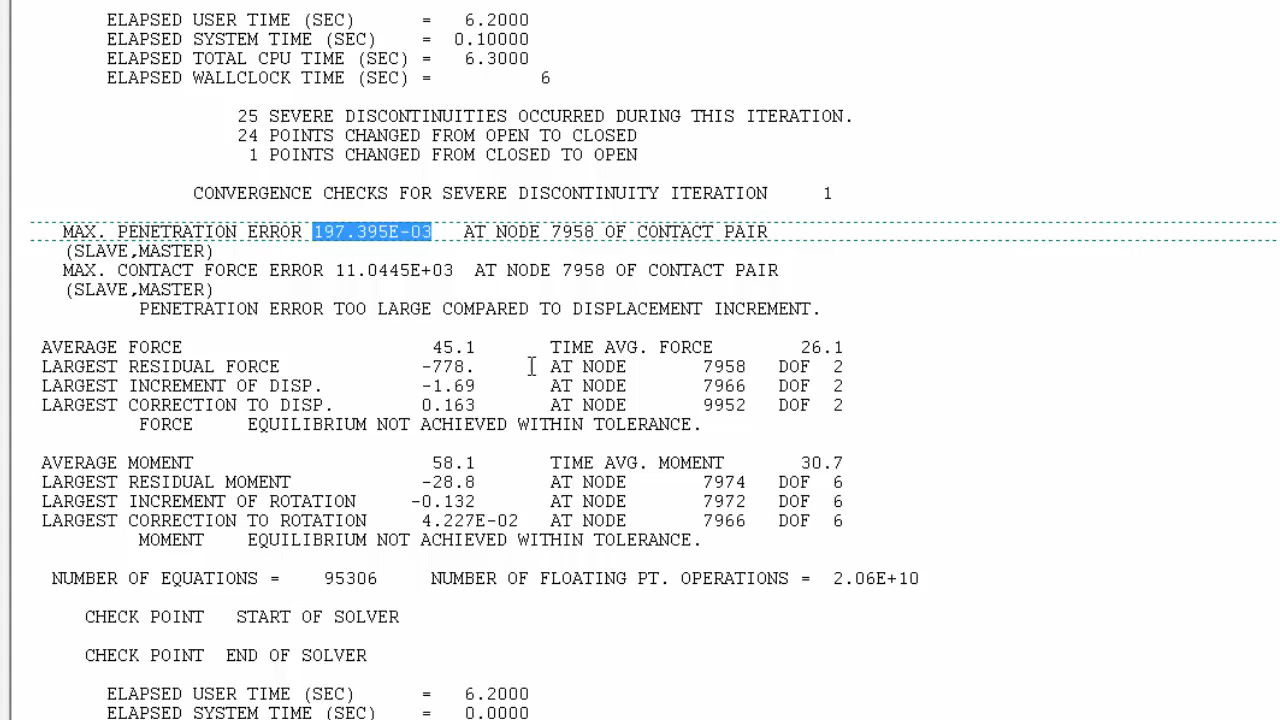 ELAPSED USER TIME (SEC) = 6.2000
ELAPSED SYSTEM TIME (SEC) = 0.10000
ELAPSED TOTAL CPU TIME (SEC) = 6.3000
ELAPSED WALLCLOCK TIME (SEC) = 6
25 SEVERE DISCONTINUITIES OCCURRED DURING THIS ITERATION.
24 POINTS CHANGED FROM OPEN TO CLOSED
1 POINTS CHANGED FROM CLOSED TO OPEN
CONVERGENCE CHECKS FOR SEVERE DISCONTINUITY ITERATION 1
MAX. PENETRATION ERROR 197.395E-03 AT NODE 7958 OF CONTACT PAIR
(SLAVE,MASTER)
MAX. CONTACT FORCE ERROR 11.0445E+03 AT NODE 7958 OF CONTACT PAIR
(SLAVE,MASTER)
PENETRATION ERROR TOO LARGE COMPARED TO DISPLACEMENT INCREMENT.
AVERAGE FORCE 45.1 TIME AVG. FORCE 26.1
LARGEST RESIDUAL FORCE -778. AT NODE 7958 DOF 2
LARGEST INCREMENT OF DISP. -1.69 AT NODE 7966 DOF 2
LARGEST CORRECTION TO DISP. 0.163 AT NODE 9952 DOF 2
FORCE EQUILIBRIUM NOT ACHIEVED WITHIN TOLERANCE.
AVERAGE MOMENT 58.1 TIME AVG. MOMENT 30.7
LARGEST RESIDUAL MOMENT -28.8 AT NODE 7974 DOF 6
LARGEST INCREMENT OF ROTATION -0.132 AT NODE 7972 DOF 6
LARGEST CORRECTION TO ROTATION 4.227E-02 AT NODE 7966 DOF 6
MOMENT EQUILIBRIUM NOT ACHIEVED WITHIN TOLERANCE.
NUMBER OF EQUATIONS = 95306 NUMBER OF FLOATING PT. OPERATIONS = 2.06E+10
CHECK POINT START OF SOLVER
CHECK POINT END OF SOLVER
ELAPSED USER TIME (SEC) = 6.2000
ELAPSED SYSTEM TIME (SEC) = 0.0000